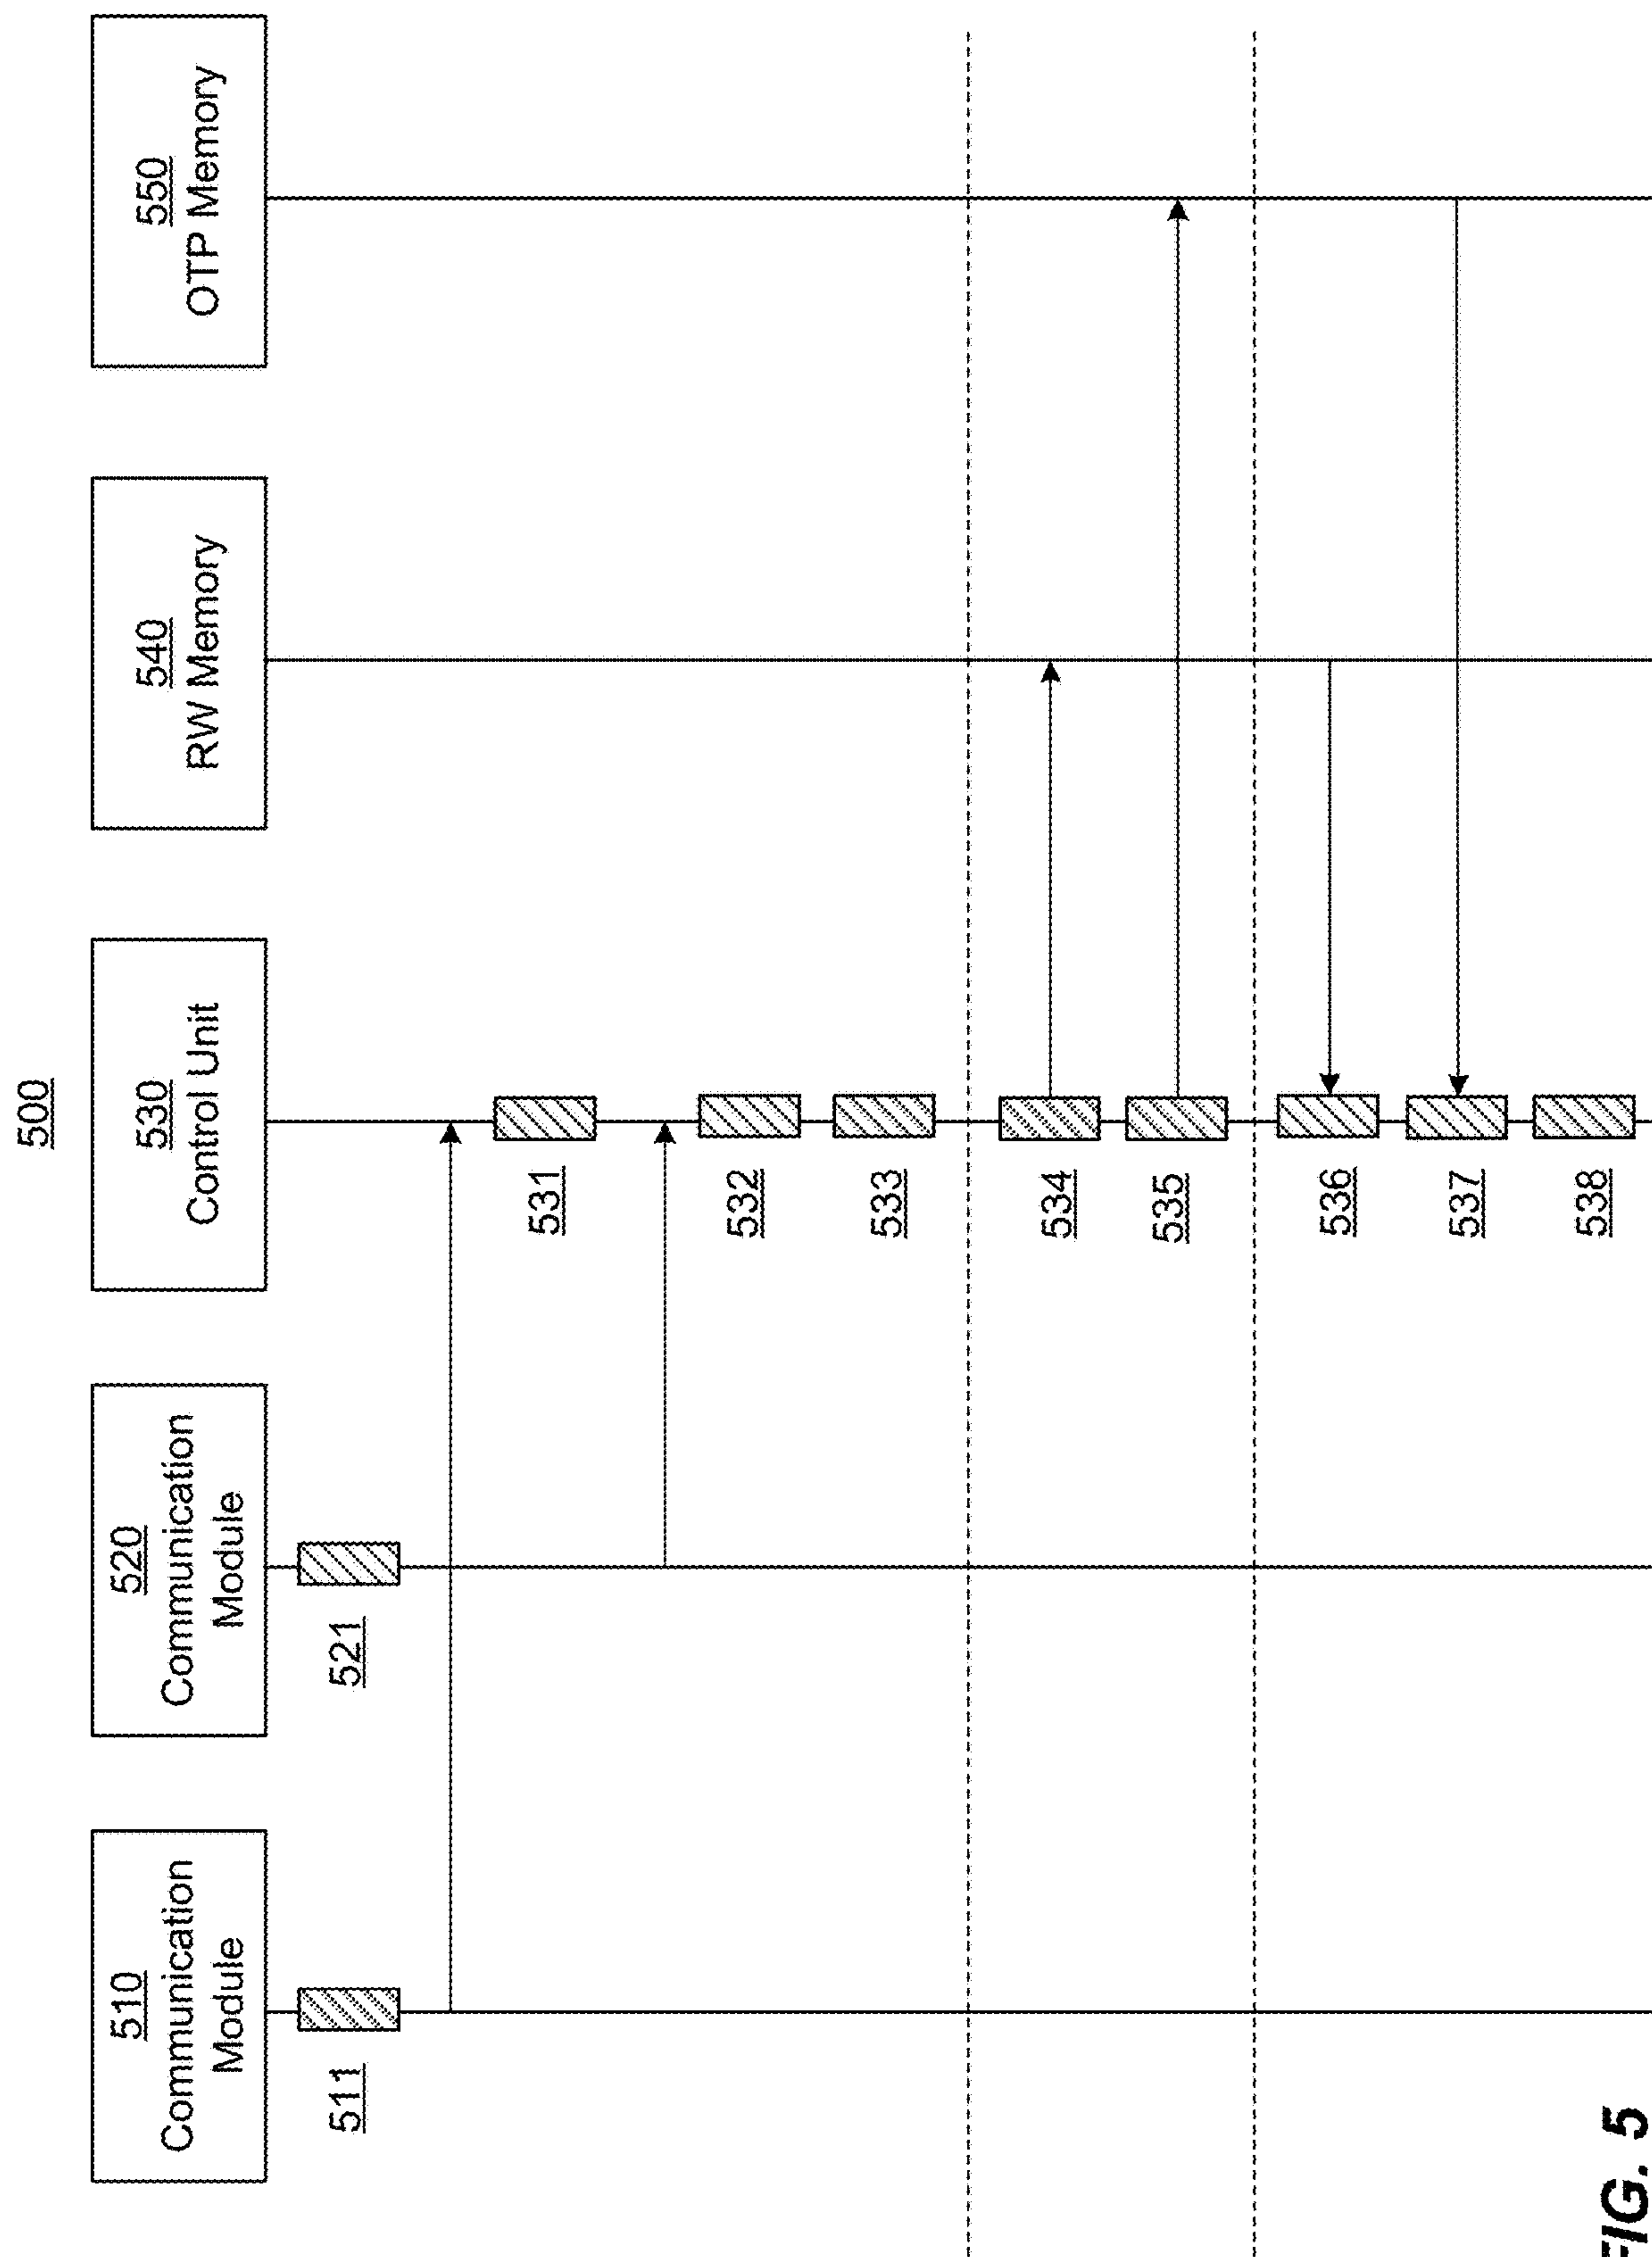 500
510
Communication
Module
520
Communication
Module
530
Control Unit
540
RW Memory
550
OTP Memory
511
521
531
532
533
534
535
536
537
538
FIG. 5